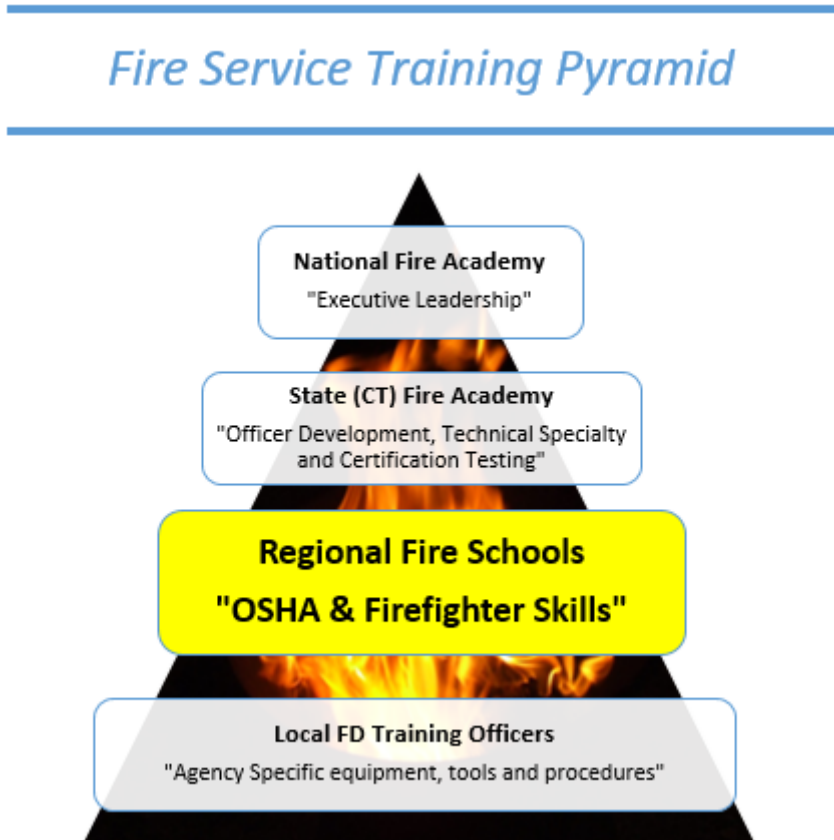 Fire Service Training Pyramid
National Fire Academy
"Executive Leadership"
State (CT) Fire Academy
"Officer Development, Technical Specialty
and Certification Testing"
Regional Fire Schools
"OSHA & Firefighter Skills"
Local FD Training Officers
"Agency Specific equipment, tools and procedures"